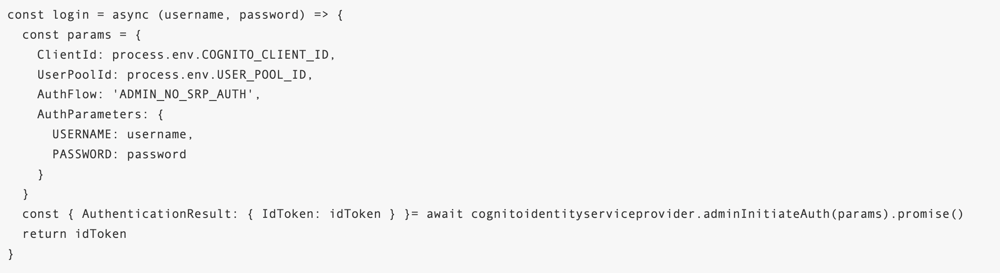 const login = async (username, password) => {
  const params = {
    ClientId: process.env.COGNITO_CLIENT_ID,
    UserPoolId: process.env.USER_POOL_ID,
    AuthFlow: 'ADMIN_NO_SRP_AUTH',
    AuthParameters: {
      USERNAME: username,
      PASSWORD: password
    }
  }
  const { AuthenticationResult: { IdToken: idToken } }= await cognitoidentityserviceprovider.adminInitiateAuth(params).promise()
  return idToken
}